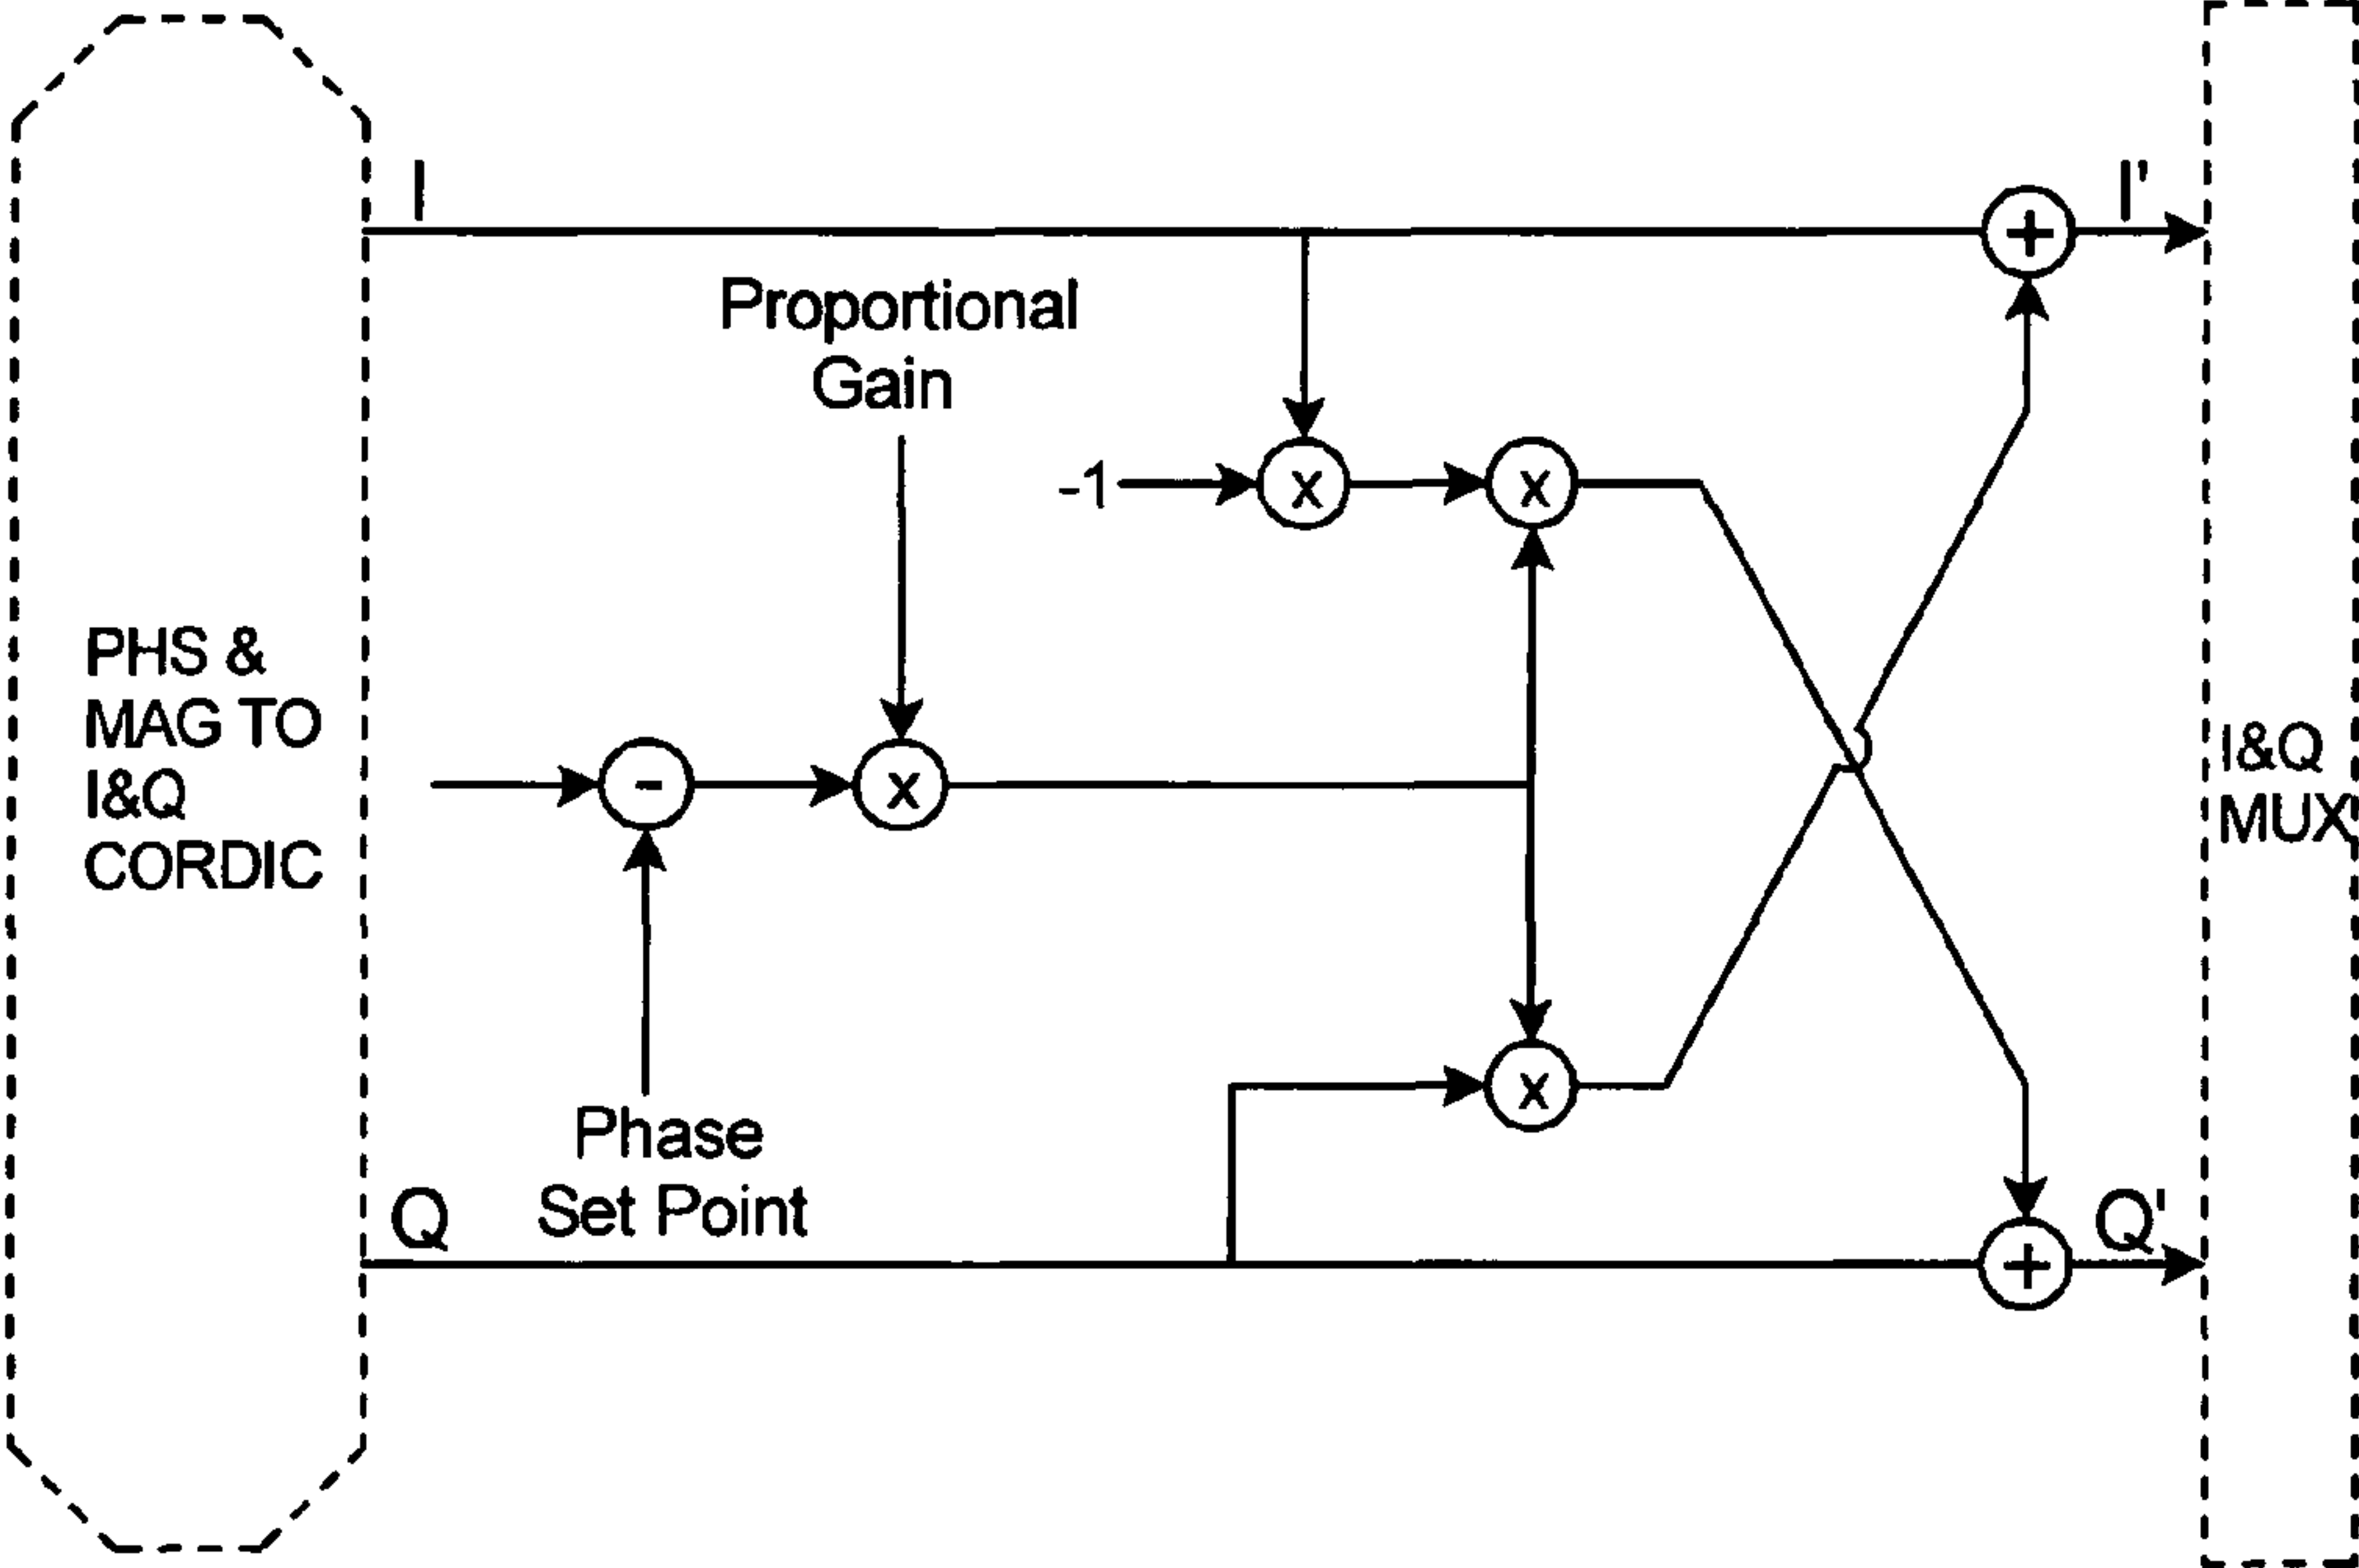 I
I'
Proportional
Gain
-1
x
x
+
PHS &
MAG TO
I&Q
CORDIC
-
x
I&Q
MUX
x
Phase
Set Point
Q
Q'
+